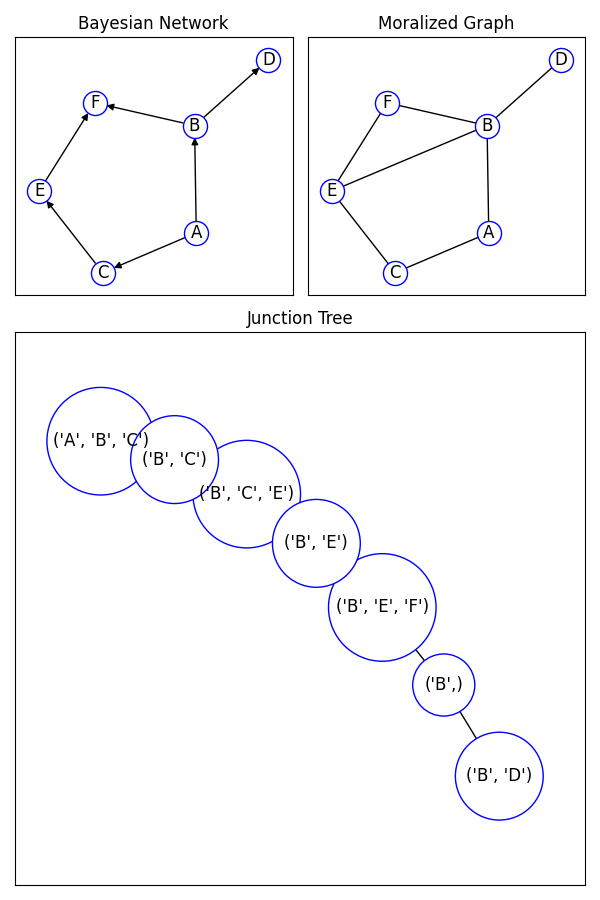 Bayesian Network
D
F
B
E
A
C
Moralized Graph
D
F
B
E
A
C
Junction Tree
('A', 'B', 'C')
('B', 'C')
('B', 'C', 'E')
('B', 'E')
('B', 'E', 'F')
('B',)
('B', 'D')